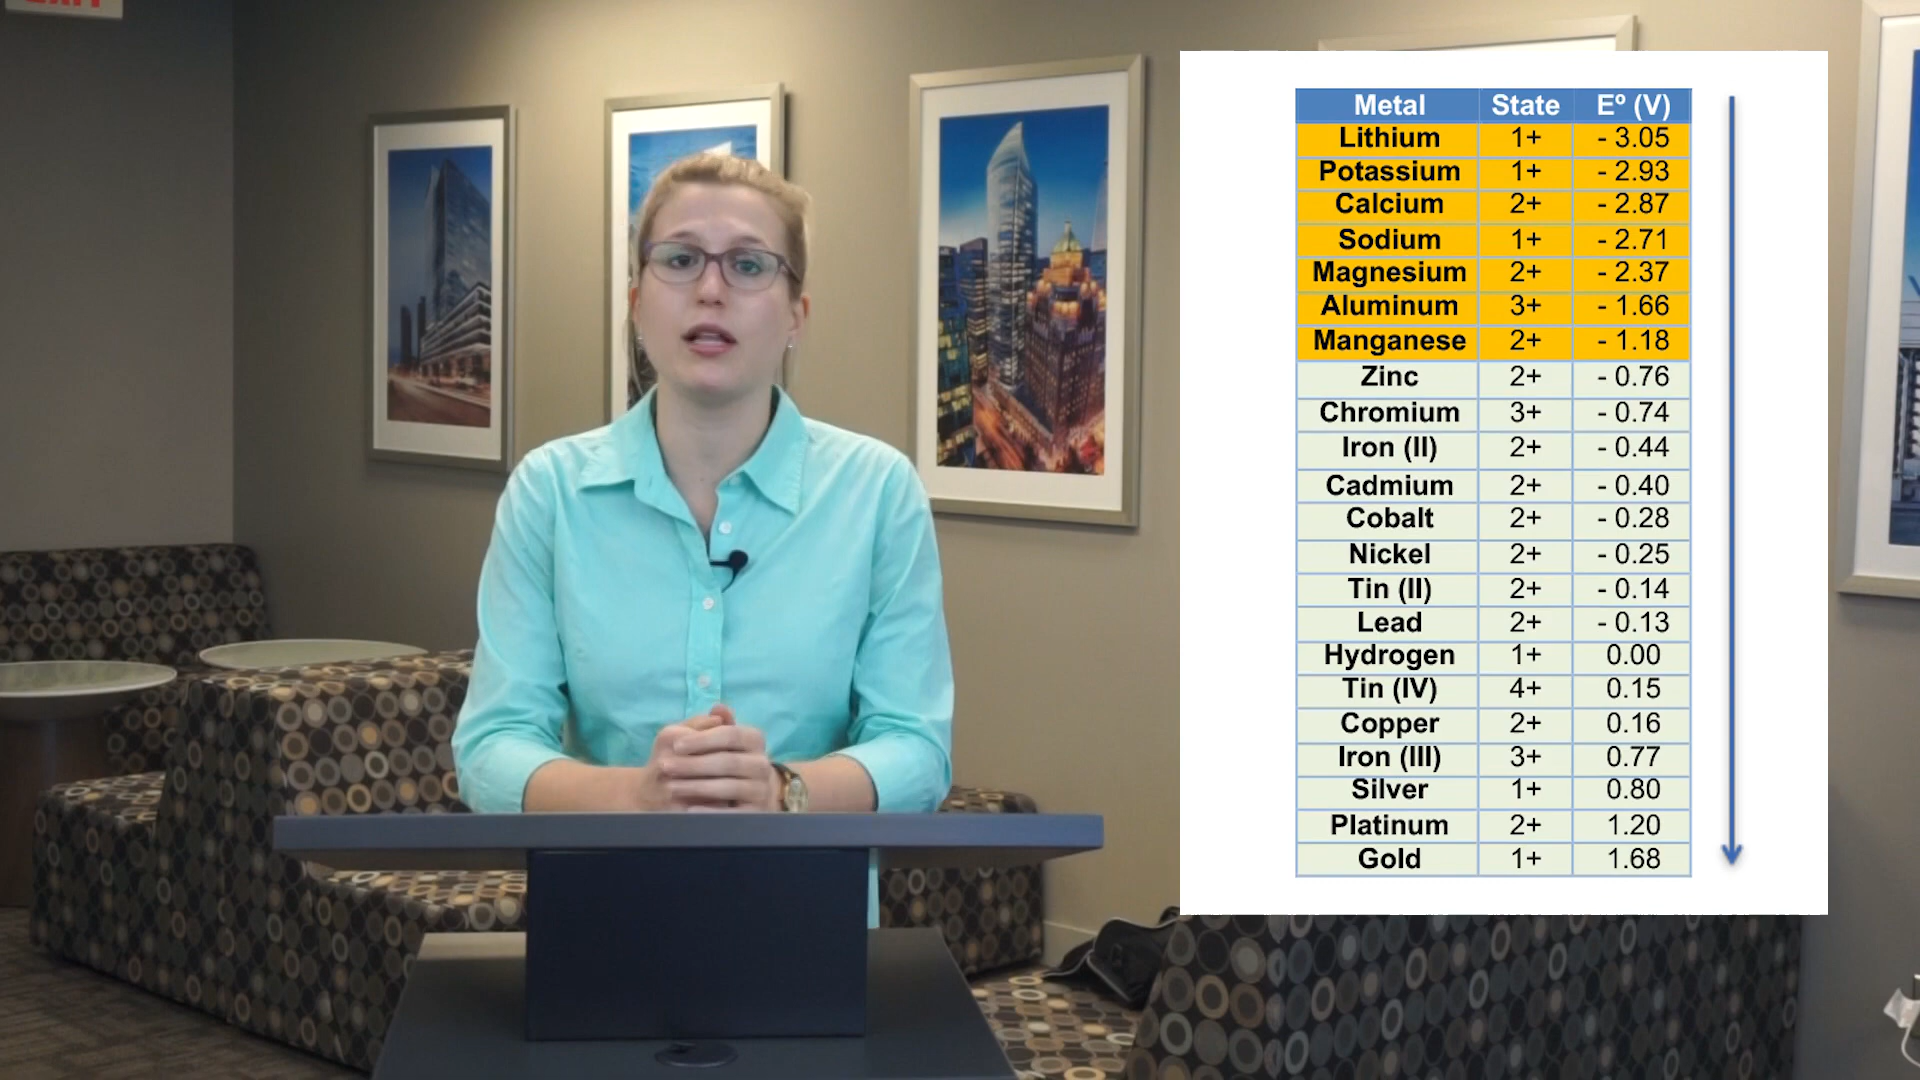 EXIT
Metal State Eº (V)
Lithium 1+ - 3.05
Potassium 1+ - 2.93
Calcium 2+ - 2.87
Sodium 1+ - 2.71
Magnesium 2+ - 2.37
Aluminum 3+ - 1.66
Manganese 2+ - 1.18
Zinc 2+ - 0.76
Chromium 3+ - 0.74
Iron (II) 2+ - 0.44
Cadmium 2+ - 0.40
Cobalt 2+ - 0.28
Nickel 2+ - 0.25
Tin (II) 2+ - 0.14
Lead 2+ - 0.13
Hydrogen 1+ 0.00
Tin (IV) 4+ 0.15
Copper 2+ 0.16
Iron (III) 3+ 0.77
Silver 1+ 0.80
Platinum 2+ 1.20
Gold 1+ 1.68